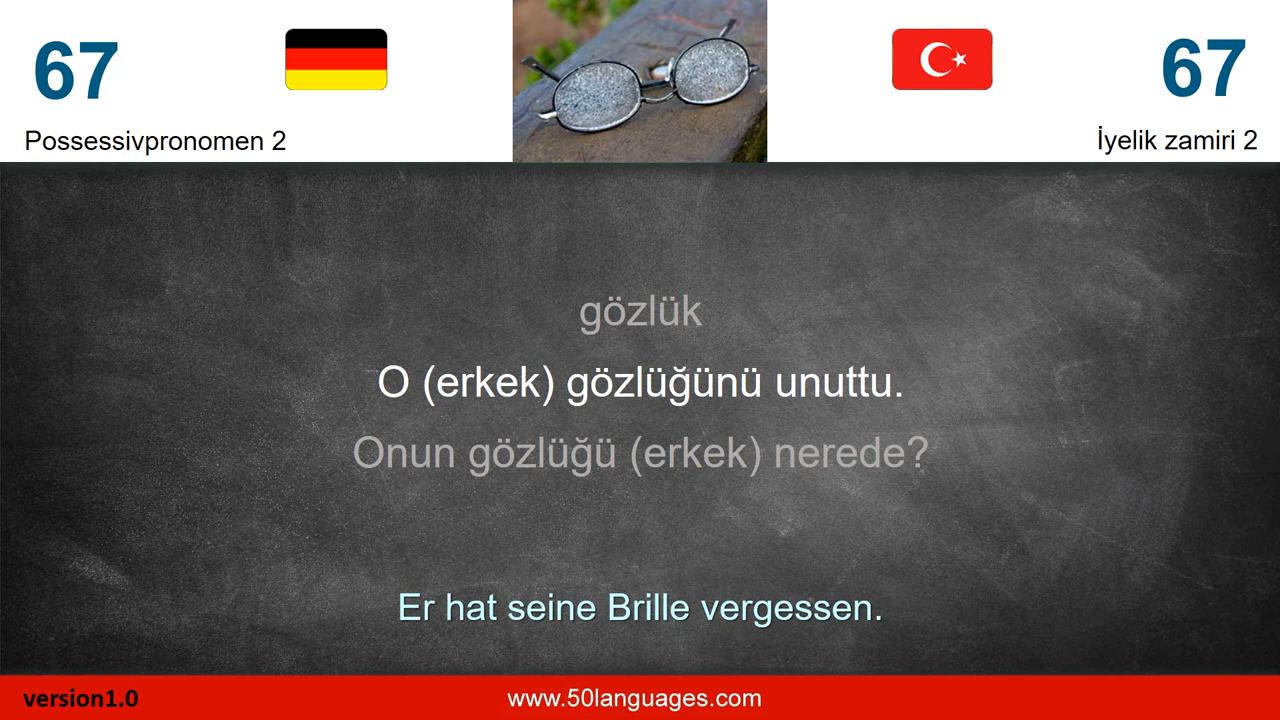 67
67
Possessivpronomen 2
İyelik zamiri 2
gözlük
O (erkek) gözlüğünü unuttu.
Onun gözlüğü (erkek) nerede?
Er hat seine Brille vergessen.
version1.0
www.50languages.com